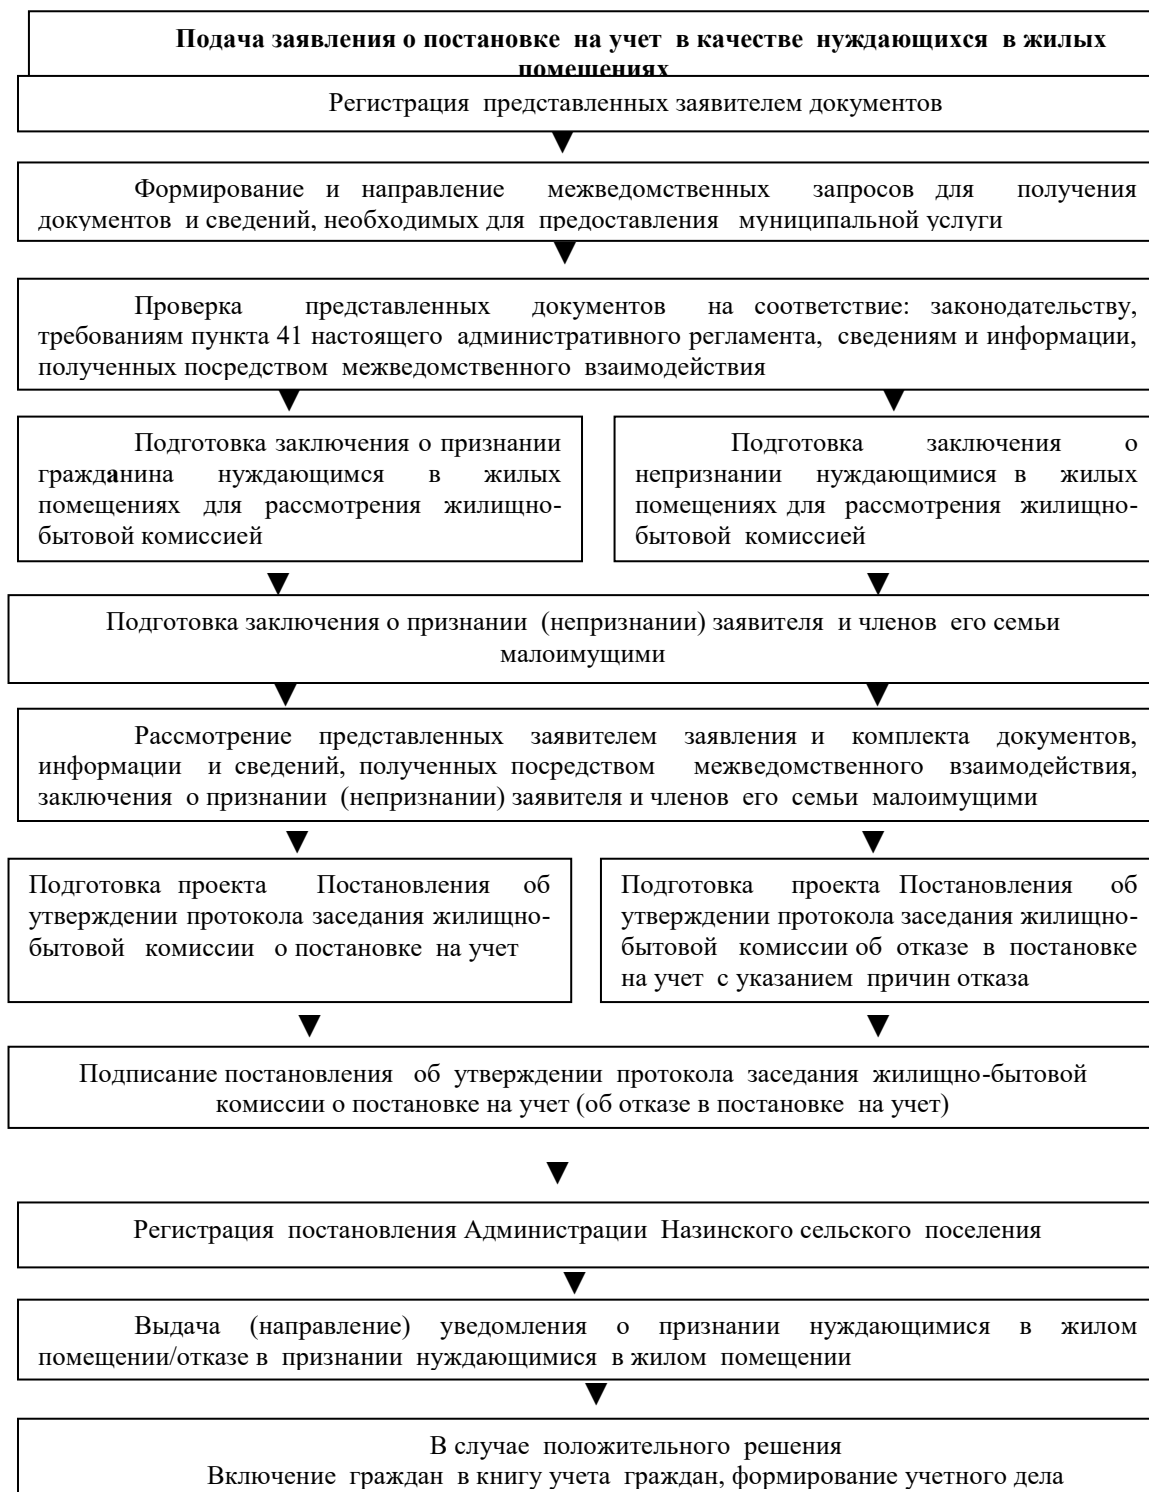 Подача заявления о постановке на учет в качестве нуждающихся в жилых
помещениях
Регистрация представленных заявителем документов
Формирование и направление межведомственных запросов для получения
документов и сведений, необходимых для предоставления муниципальной услуги
Проверка представленных документов на соответствие: законодательству,
требованиям пункта 41 настоящего административного регламента, сведениям и информации,
полученных посредством межведомственного взаимодействия
Подготовка заключения о признании
гражданина нуждающимся в жилых
помещениях для рассмотрения жилищно-
бытовой комиссией
Подготовка заключения о
непризнании нуждающимися в жилых
помещениях для рассмотрения жилищно-
бытовой комиссией
Подготовка заключения о признании (непризнании) заявителя и членов его семьи
малоимущими
Рассмотрение представленных заявителем заявления и комплекта документов,
информации и сведений, полученных посредством межведомственного взаимодействия,
заключения о признании (непризнании) заявителя и членов его семьи малоимущими
Подготовка проекта Постановления об
утверждении протокола заседания жилищно-
бытовой комиссии о постановке на учет
Подготовка проекта Постановления об
утверждении протокола заседания жилищно-
бытовой комиссии об отказе в постановке
на учет с указанием причин отказа
Подписание постановления об утверждении протокола заседания жилищно-бытовой
комиссии о постановке на учет (об отказе в постановке на учет)
Регистрация постановления Администрации Назинского сельского поселения
Выдача (направление) уведомления о признании нуждающимися в жилом
помещении/отказе в признании нуждающимися в жилом помещении
В случае положительного решения
Включение граждан в книгу учета граждан, формирование учетного дела